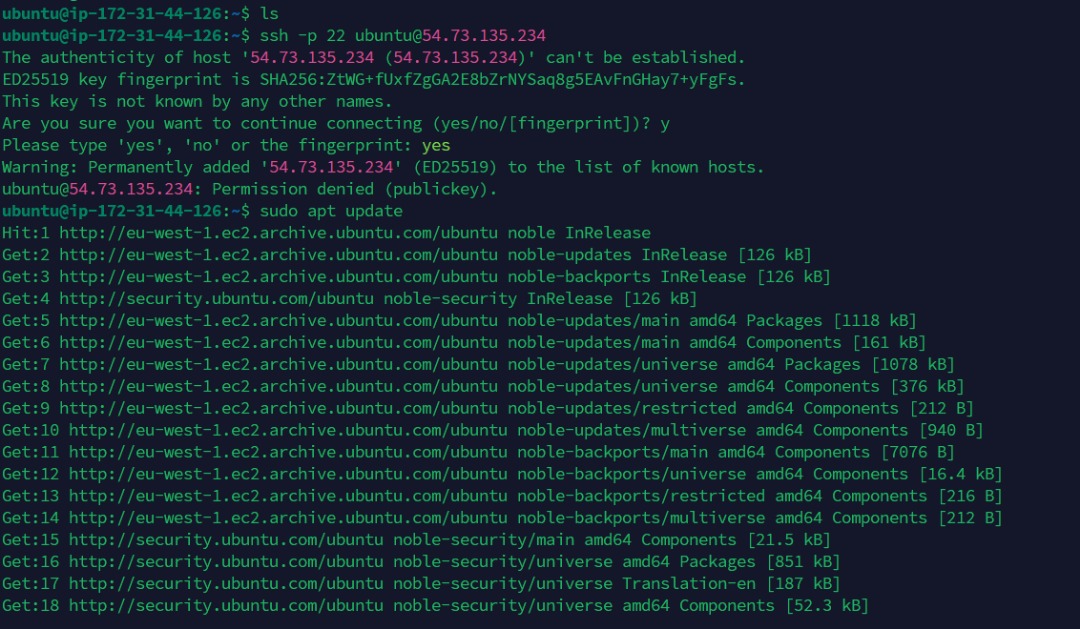 ubuntu@ip-172-31-44-126:~$ ls
ubuntu@ip-172-31-44-126:~$ ssh -p 22 ubuntu@54.73.135.234
The authenticity of host '54.73.135.234 (54.73.135.234)' can't be established.
ED25519 key fingerprint is SHA256:ZtWG+fUxfZgGA2E8bZrNYSaq8g5EAvFnGHay7+yFgFs.
This key is not known by any other names.
Are you sure you want to continue connecting (yes/no/[fingerprint])? y
Please type 'yes', 'no' or the fingerprint: yes
Warning: Permanently added '54.73.135.234' (ED25519) to the list of known hosts.
ubuntu@54.73.135.234: Permission denied (publickey).
ubuntu@ip-172-31-44-126:~$ sudo apt update
Hit:1 http://eu-west-1.ec2.archive.ubuntu.com/ubuntu noble InRelease
Get:2 http://eu-west-1.ec2.archive.ubuntu.com/ubuntu noble-updates InRelease [126 kB]
Get:3 http://eu-west-1.ec2.archive.ubuntu.com/ubuntu noble-backports InRelease [126 kB]
Get:4 http://security.ubuntu.com/ubuntu noble-security InRelease [126 kB]
Get:5 http://eu-west-1.ec2.archive.ubuntu.com/ubuntu noble-updates/main amd64 Packages [1118 kB]
Get:6 http://eu-west-1.ec2.archive.ubuntu.com/ubuntu noble-updates/main amd64 Components [161 kB]
Get:7 http://eu-west-1.ec2.archive.ubuntu.com/ubuntu noble-updates/universe amd64 Packages [1078 kB]
Get:8 http://eu-west-1.ec2.archive.ubuntu.com/ubuntu noble-updates/universe amd64 Components [376 kB]
Get:9 http://eu-west-1.ec2.archive.ubuntu.com/ubuntu noble-updates/restricted amd64 Components [212 B]
Get:10 http://eu-west-1.ec2.archive.ubuntu.com/ubuntu noble-updates/multiverse amd64 Components [940 B]
Get:11 http://eu-west-1.ec2.archive.ubuntu.com/ubuntu noble-backports/main amd64 Components [7076 B]
Get:12 http://eu-west-1.ec2.archive.ubuntu.com/ubuntu noble-backports/universe amd64 Components [16.4 kB]
Get:13 http://eu-west-1.ec2.archive.ubuntu.com/ubuntu noble-backports/restricted amd64 Components [216 B]
Get:14 http://eu-west-1.ec2.archive.ubuntu.com/ubuntu noble-backports/multiverse amd64 Components [212 B]
Get:15 http://security.ubuntu.com/ubuntu noble-security/main amd64 Components [21.5 kB]
Get:16 http://security.ubuntu.com/ubuntu noble-security/universe amd64 Packages [851 kB]
Get:17 http://security.ubuntu.com/ubuntu noble-security/universe Translation-en [187 kB]
Get:18 http://security.ubuntu.com/ubuntu noble-security/universe amd64 Components [52.3 kB]